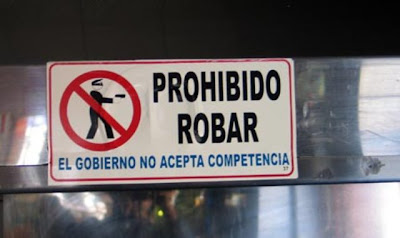 PROHIBIDO
ROBAR
EL GOBIERNO NO ACEPTA COMPETENCIA